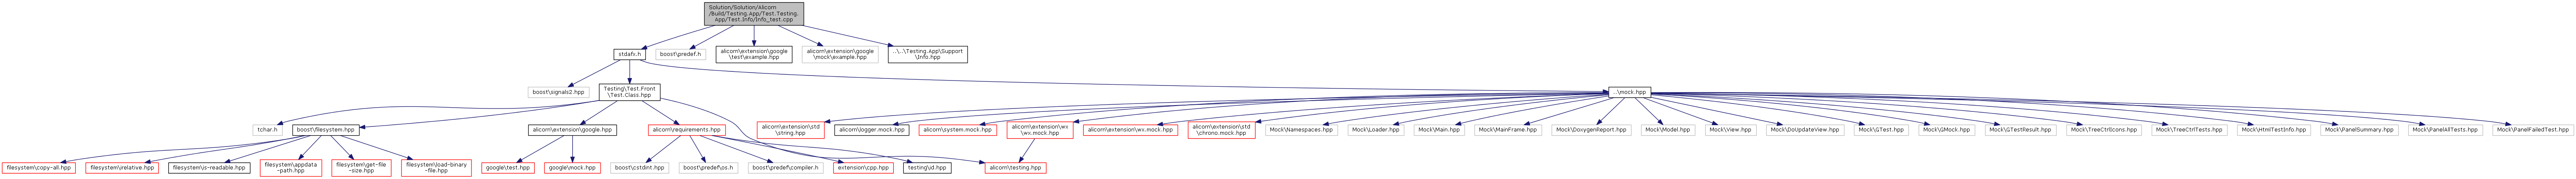 Solution/Solution/Alicorn
/Build/Testing.App/Test.Testing.
App/Test.Info/Info_test.cpp
stdafx.h
boost\predef.h
alicorn\extension\google
\test\example.hpp
alicorn\extension\google
\mock\example.hpp
..\..\Testing.App\Support
\Info.hpp
boost\signals2.hpp
Testing\Test.Front
\Test.Class.hpp
..\mock.hpp
tchar.h
boost\filesystem.hpp
alicorn\extension\google.hpp
alicorn\requirements.hpp
alicorn\extension\std
\string.hpp
alicorn\logger.mock.hpp
alicorn\system.mock.hpp
alicorn\extension\wx
\wx.mock.hpp
alicorn\extension\wx.mock.hpp
alicorn\extension\std
\chrono.mock.hpp
Mock\Namespaces.hpp
Mock\Loader.hpp
Mock\Main.hpp
Mock\MainFrame.hpp
Mock\DoxygenReport.hpp
Mock\Model.hpp
Mock\View.hpp
Mock\DoUpdateView.hpp
Mock\GTest.hpp
Mock\GMock.hpp
Mock\GTestResult.hpp
Mock\TreeCtrlIcons.hpp
Mock\TreeCtrlTests.hpp
Mock\HtmlTestInfo.hpp
Mock\PanelSummary.hpp
Mock\PanelAllTests.hpp
Mock\PanelFailedTest.hpp
filesystem\copy-all.hpp
filesystem\relative.hpp
filesystem\is-readable.hpp
filesystem\appdata
-path.hpp
filesystem\get-file
-size.hpp
filesystem\load-binary
-file.hpp
google\test.hpp
google\mock.hpp
boost\cstdint.hpp
boost\predef\os.h
boost\predef\compiler.h
extension\cpp.hpp
testing\d.hpp
alicorn\testing.hpp